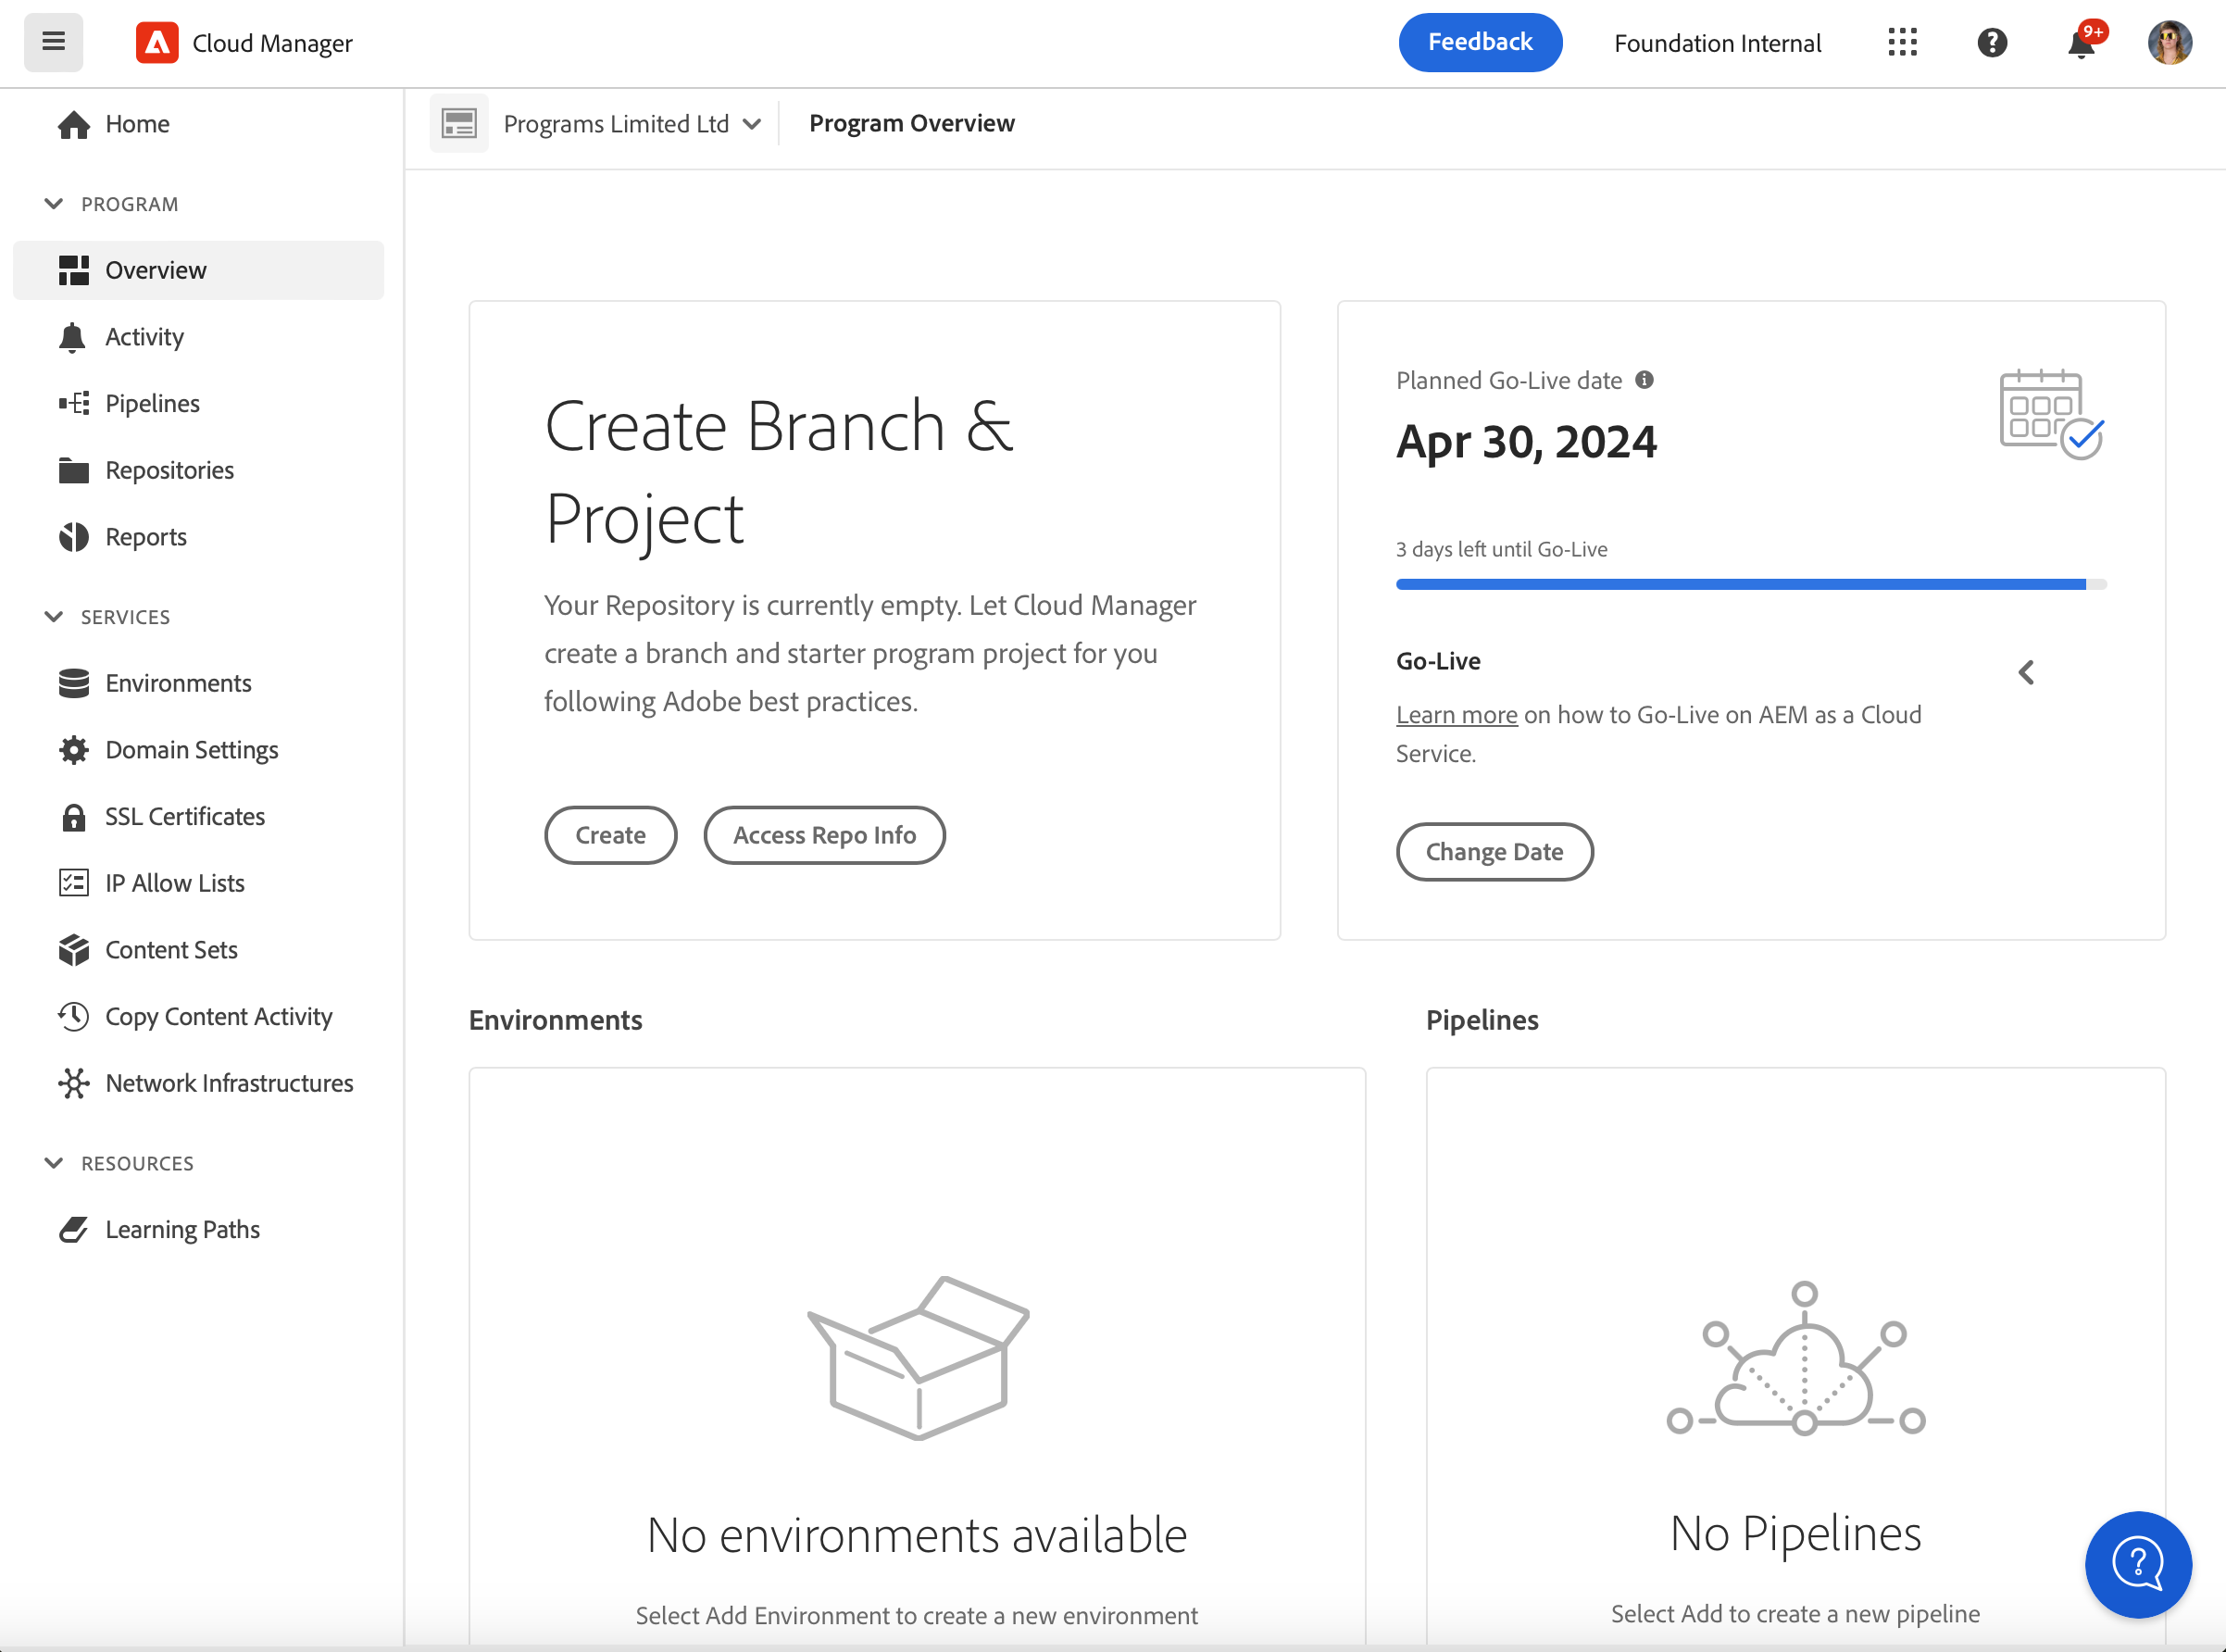 Cloud Manager
Feedback
Foundation Internal
9+
Home
PROGRAM
Overview
Activity
Pipelines
Repositories
Reports
SERVICES
Environments
Domain Settings
SSL Certificates
IP Allow Lists
Content Sets
Copy Content Activity
Network Infrastructures
RESOURCES
Learning Paths
Programs Limited Ltd
Program Overview
Create Branch &
Project
Your Repository is currently empty. Let Cloud Manager
create a branch and starter program project for you
following Adobe best practices.
Create
Access Repo Info
Planned Go-Live date
Apr 30, 2024
3 days left until Go-Live
Go-Live
Learn more on how to Go-Live on AEM as a Cloud
Service.
Change Date
Environments
No environments available
Select Add Environment to create a new environment
Pipelines
No Pipelines
Select Add to create a new pipeline